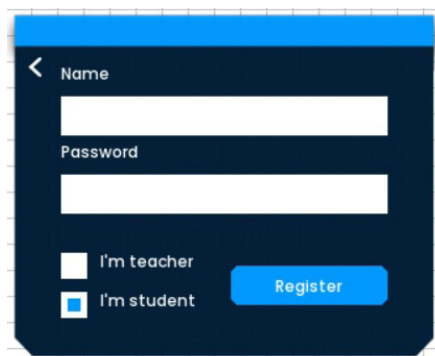 Name
Password
I'm teacher
I'm student
Register